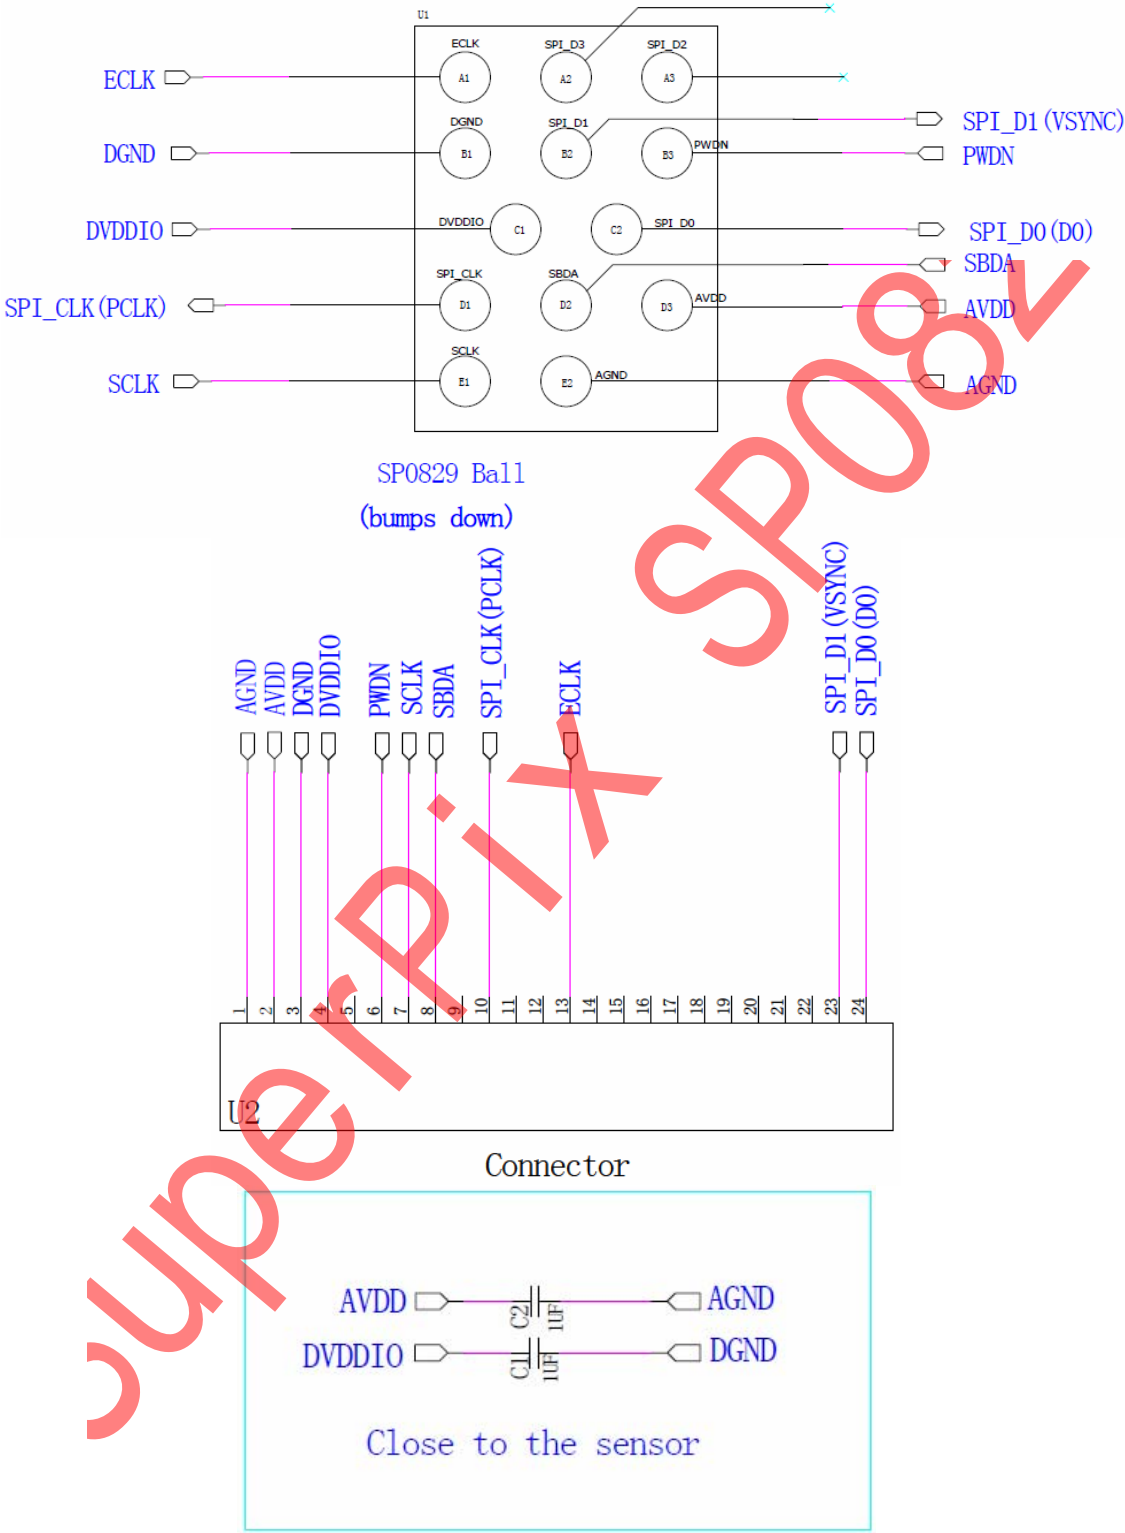 U1
ECLK SPI_D3 SPI_D2
ECLK A1 A2 A3
DGND SPI_D1 SPI_D1(VSYNC)
DGND B1 B2 B3 PWDN PWDN
DVDDIO DVDDIO C1 C2 SPI_D0 SPI_D0(D0)
SPI_CLK SBDA SBDA
SPI_CLK(PCLK) D1 D2 D3 AVDD AVDD
SCLK
SCLK E1 E2 AGND AGND
SP0829 Ball
(bumps down)
AGND
AVDD
DGND
DVDDIO
PWDN
SCLK
SBDA
SPI_CLK(PCLK)
ECLK
SPI_D1(VSYNC)
SPI_D0(D0)
1 2 3 4 5 6 7 8 9 10 11 12 13 14 15 16 17 18 19 20 21 22 23 24
U2
Connector
AVDD C2 1UF AGND
DVDDIO C1 1UF DGND
Close to the sensor
SuperPix SP082